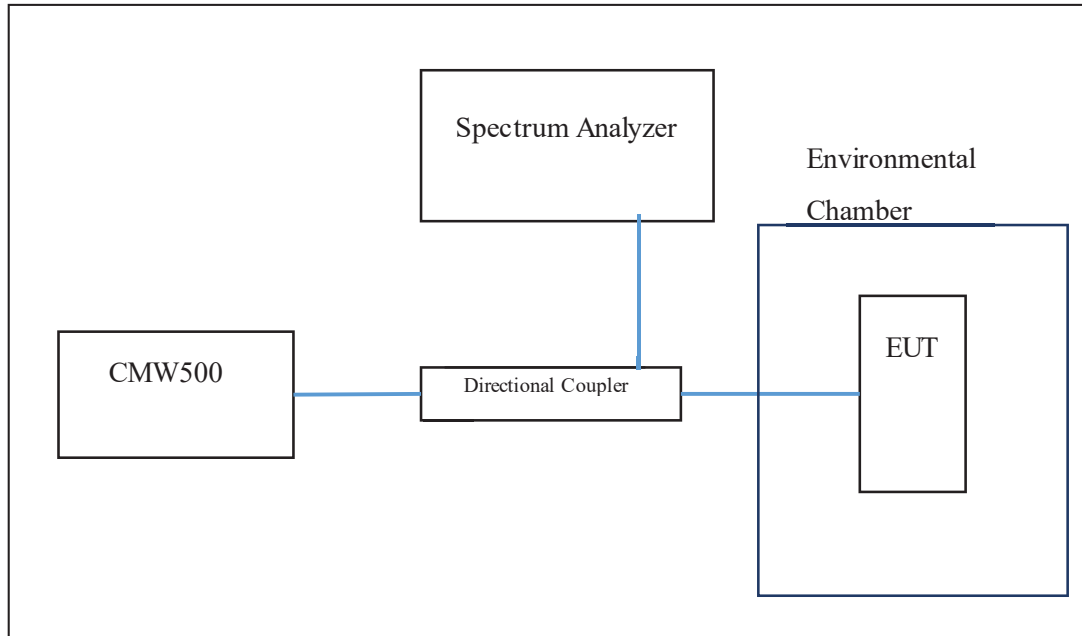 Spectrum Analyzer
Environmental
Chamber
CMW500
Directional Coupler
EUT